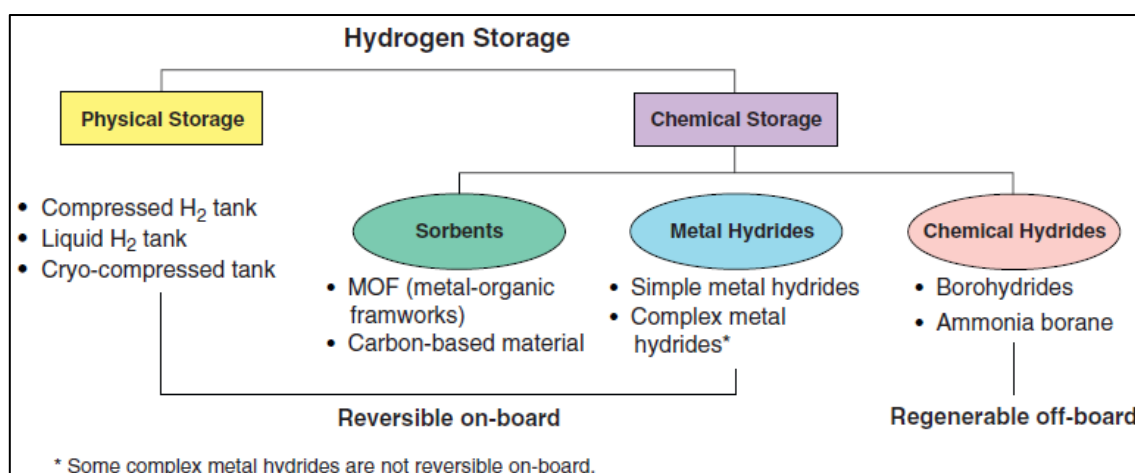 Hydrogen Storage
Physical Storage
Chemical Storage
• Compressed H₂ tank
• Liquid H₂ tank
• Cryo-compressed tank
Sorbents
Metal Hydrides
Chemical Hydrides
• MOF (metal-organic
framworks)
• Carbon-based material
• Simple metal hydrides
• Complex metal
hydrides*
• Borohydrides
• Ammonia borane
Reversible on-board
Regenerable off-board
* Some complex metal hydrides are not reversible on-board.